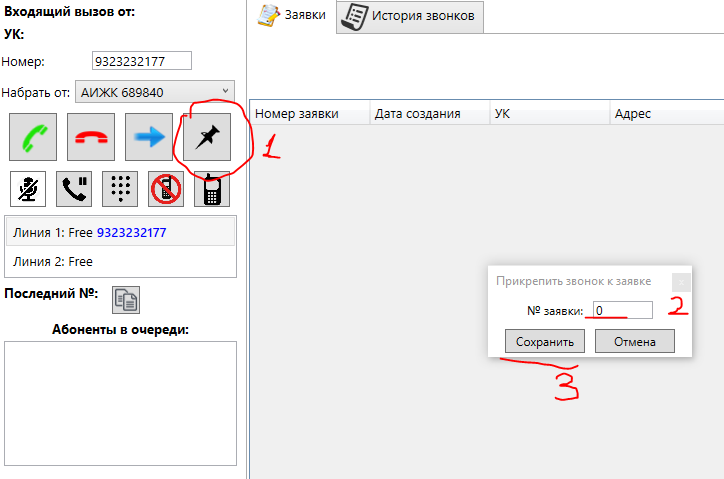 Входящий вызов от:
УК:
Номер: 9323232177
Набрать от: АИЖК 689840
1
Линия 1: Free 9323232177
Линия 2: Free
Последний №:
Абоненты в очереди:
Заявки
История звонков
Номер заявки Дата создания УК Адрес
Прикрепить звонок к заявке x
№ заявки: 0 2
Сохранить Отмена
3